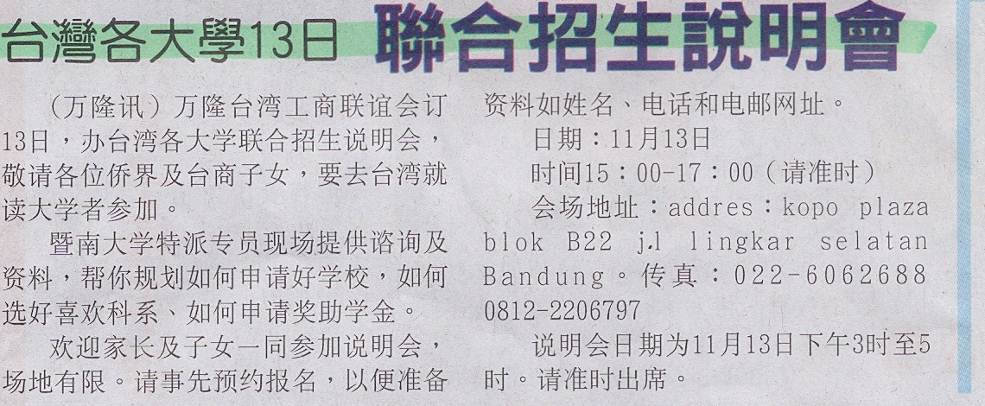 台灣各大學13日 聯合招生說明會
（万隆讯）万隆台湾工商联谊会订
13日，办台湾各大学联合招生说明会，
敬请各位侨界及台商子女，要去台湾就
读大学者参加。
暨南大学特派专员现场提供谘询及
资料，帮你规划如何申请好学校，如何
选好喜欢科系、如何申请奖助学金。
欢迎家长及子女一同参加说明会，
场地有限。请事先预约报名，以便准备
资料如姓名、电话和电邮网址。
日期：11月13日
时间15：00-17：00（请准时）
会场地址：addres：kopo plaza
blok B22 j.l lingkar selatan
Bandung。传真：022-6062688
0812-2206797
说明会日期为11月13日下午3时至5
时。请准时出席。